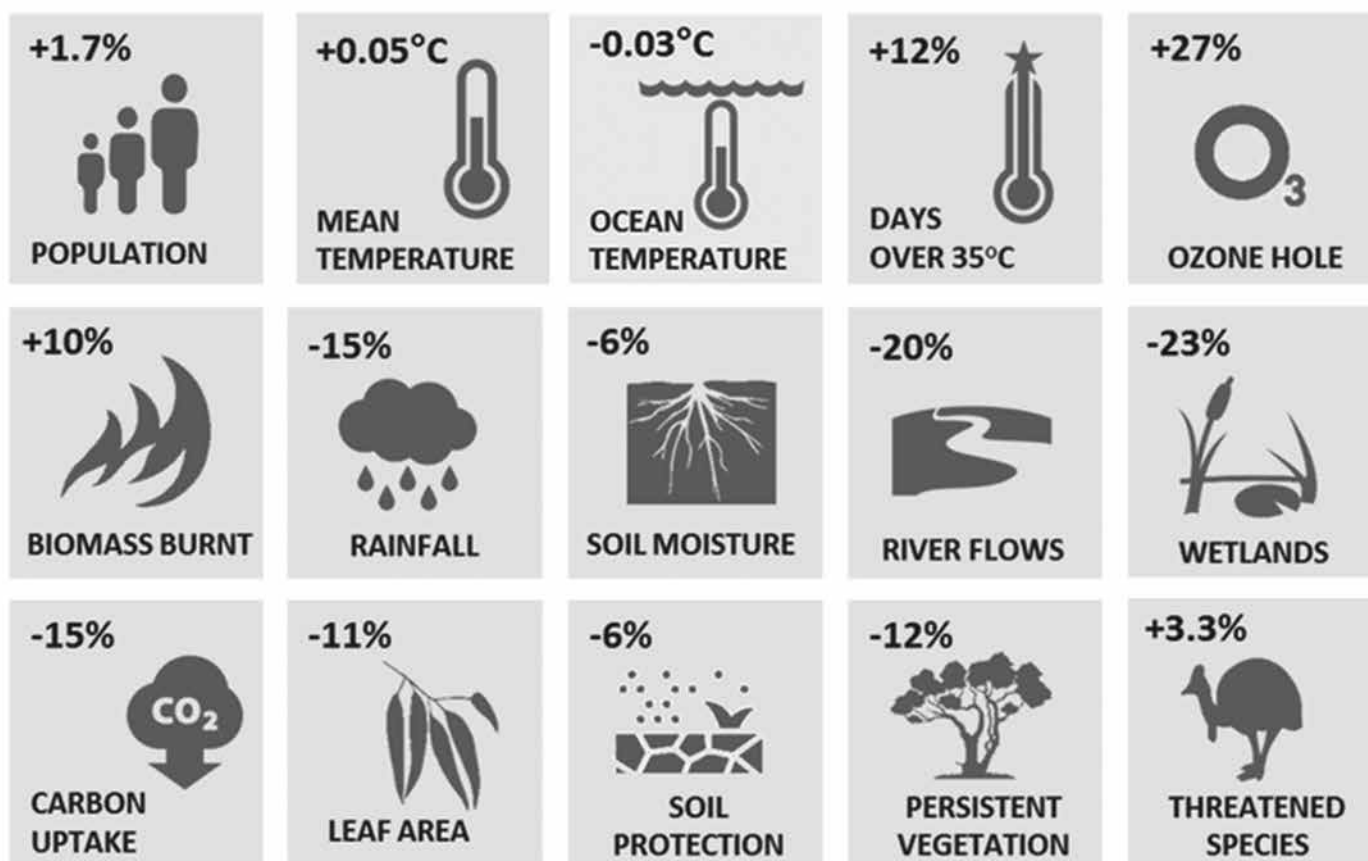 +1.7%
POPULATION
+0.05°C
MEAN
TEMPERATURE
-0.03°C
OCEAN
TEMPERATURE
+12%
DAYS
OVER 35ºC
+27%
O3
OZONE HOLE
+10%
BIOMASS BURNT
-15%
RAINFALL
-6%
SOIL MOISTURE
-20%
RIVER FLOWS
-23%
WETLANDS
-15%
CO₂
CARBON
UPTAKE
-11%
LEAF AREA
-6%
SOIL
PROTECTION
-12%
PERSISTENT
VEGETATION
+3.3%
THREATENED
SPECIES